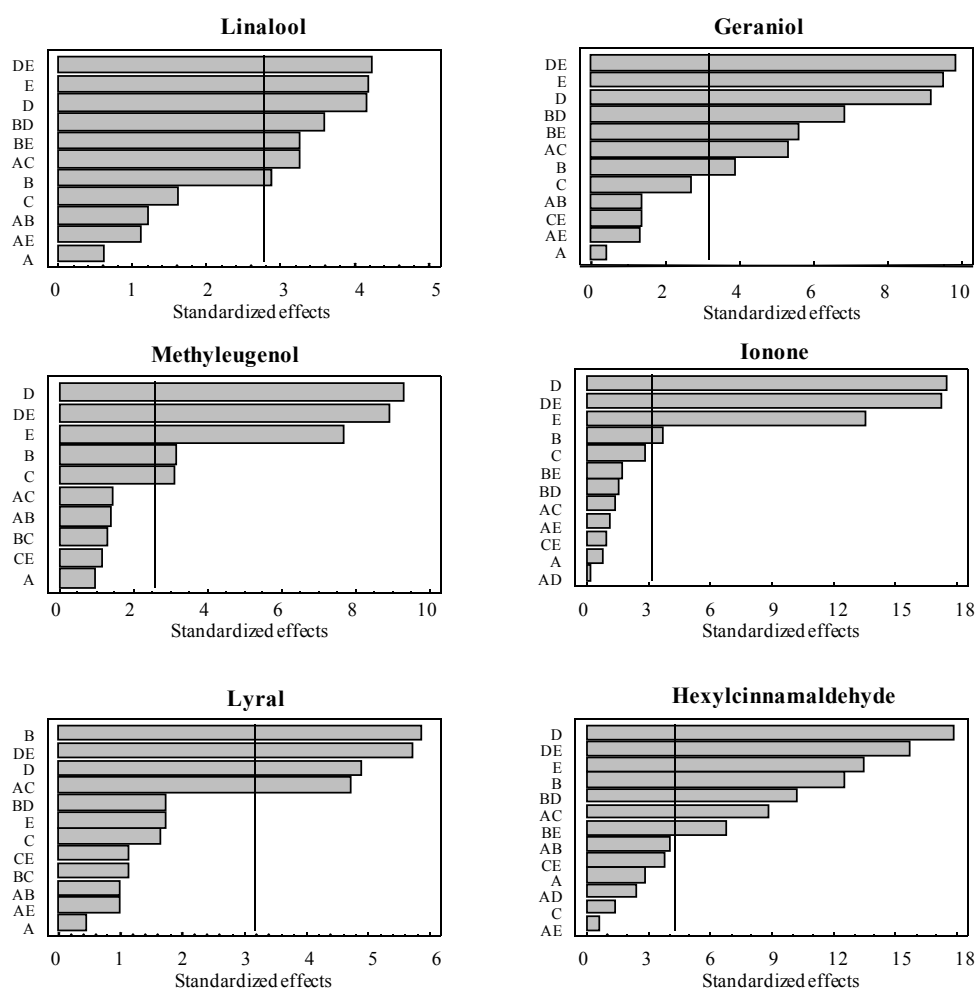 Linalool
DE
E
D
BD
BE
AC
B
C
AB
AE
A
0 1 2 3 4 5
Standardized effects
Geraniol
DE
E
D
BD
BE
AC
B
C
AB
CE
AE
A
0 2 4 6 8 10
Standardized effects
Methyleugenol
D
DE
E
B
C
AC
AB
BC
CE
A
0 2 4 6 8 10
Standardized effects
Ionone
D
DE
E
B
C
BE
BD
AC
AE
CE
A
AD
0 3 6 9 12 15 18
Standardized effects
Lyral
B
DE
D
AC
BD
E
C
CE
BC
AB
AE
A
0 1 2 3 4 5 6
Standardized effects
Hexylcinnamaldehyde
D
DE
E
B
BD
AC
BE
AB
CE
A
AD
C
AE
0 3 6 9 12 15 18
Standardized effects